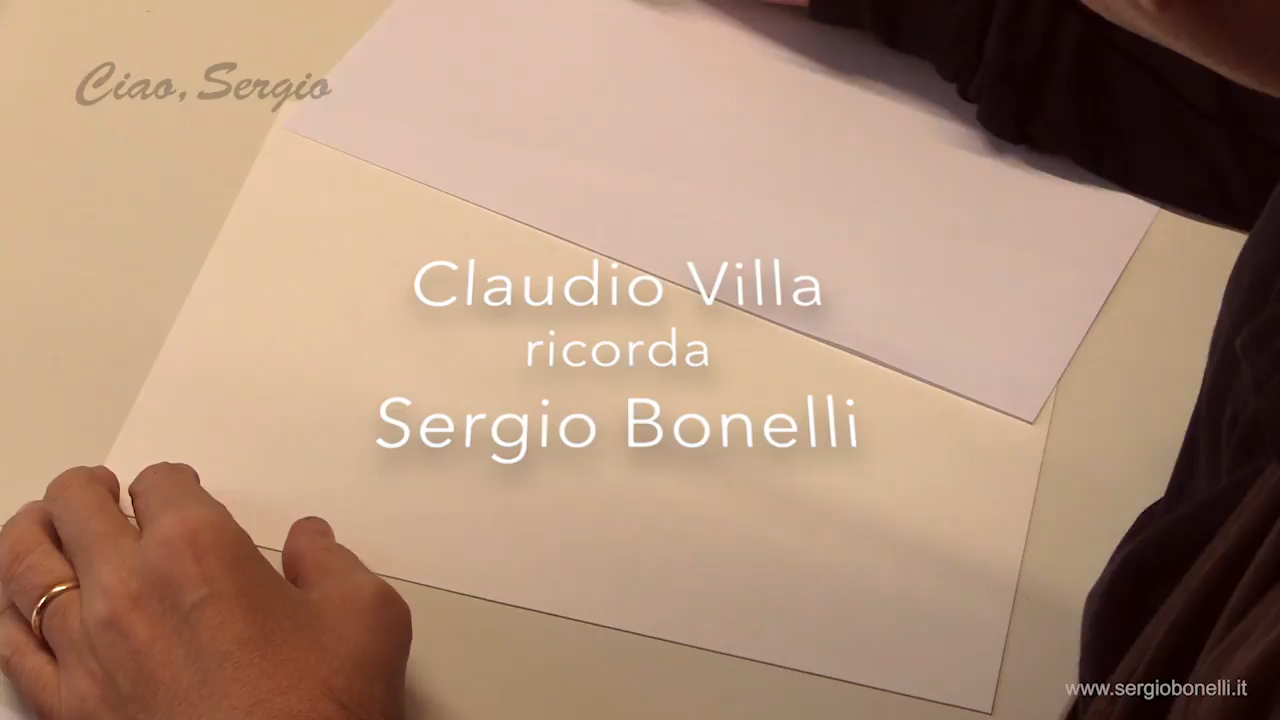 Ciao, Sergio
Claudio Villa
ricorda
Sergio Bonelli
www.sergiobonelli.it